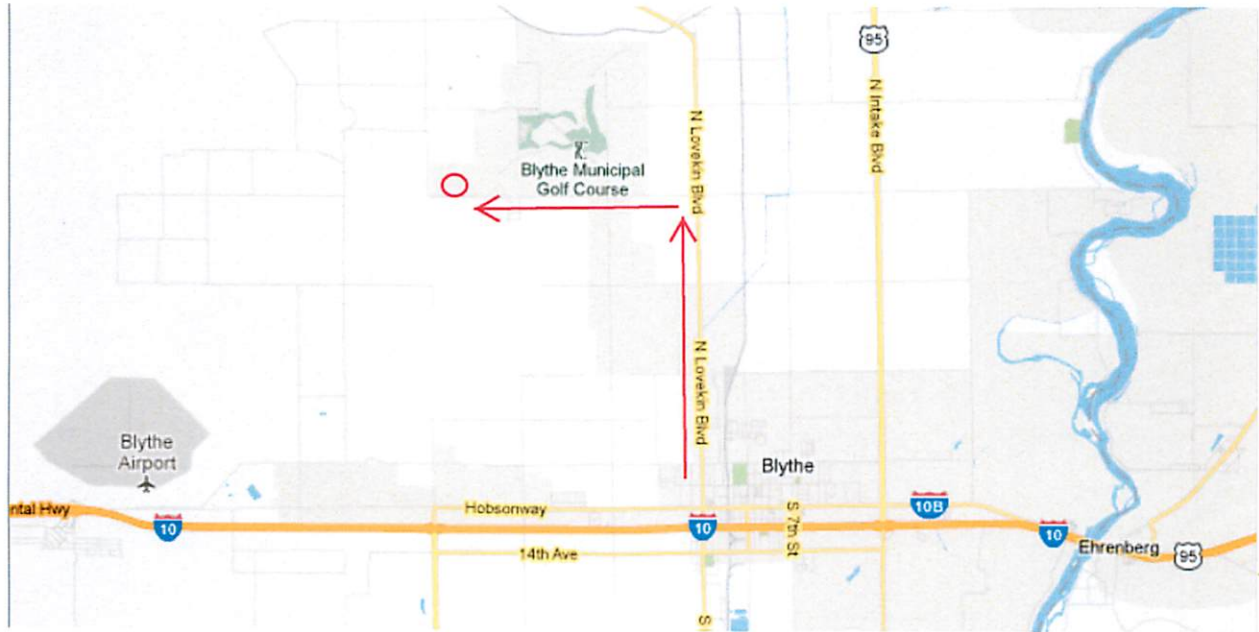 95
N Lovekin Blvd
N Intake Blvd
Blythe Municipal
Golf Course
N Lovekin Blvd
Blythe
Airport
Blythe
ntal Hwy
10
Hobsonway
10
S 7th St
10B
10
14th Ave
Ehrenberg
95
S